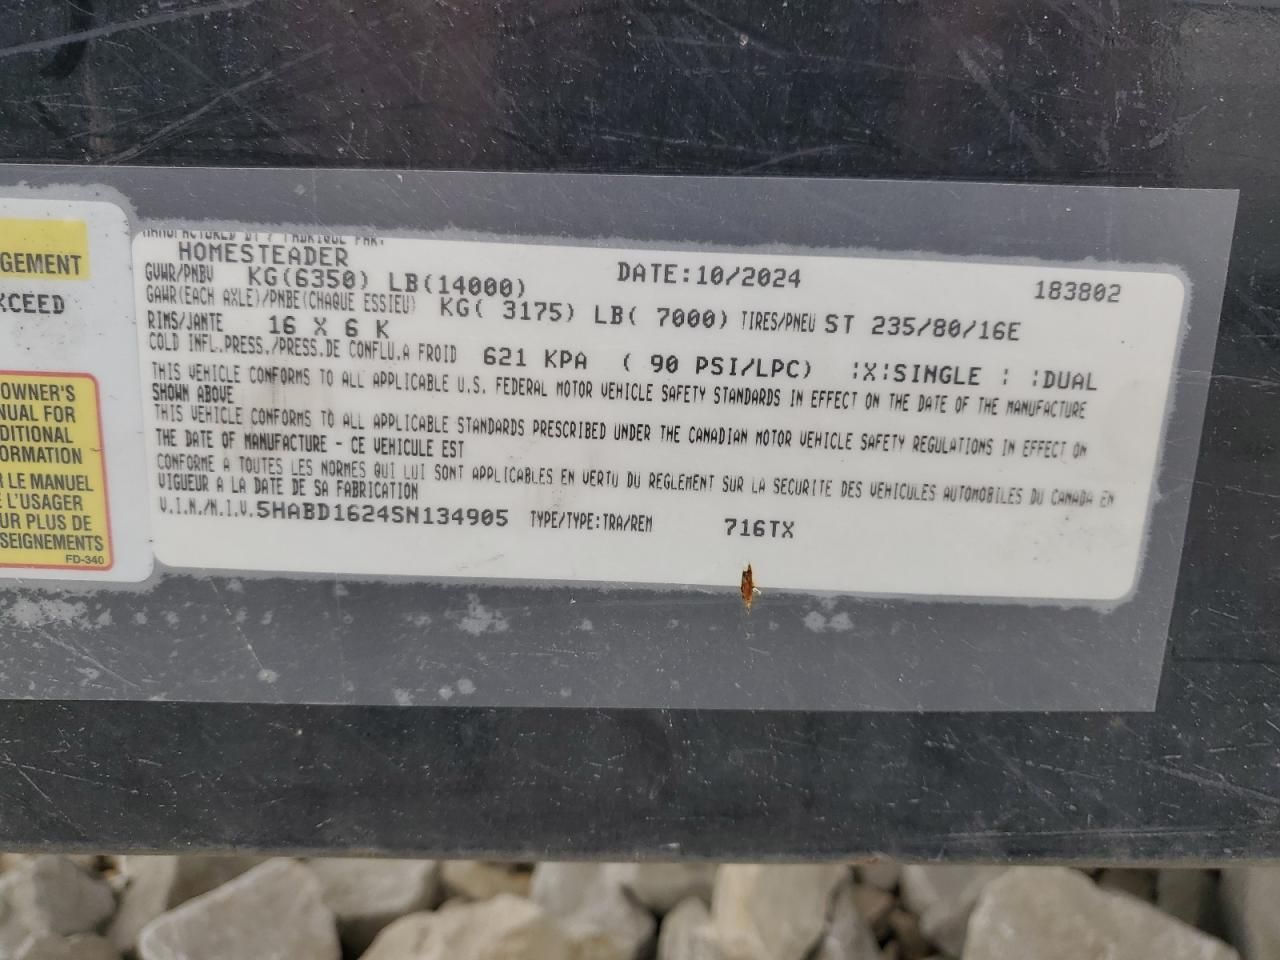 MANUFACTURED BY / FABRIQUE PAR:
HOMESTEADER DATE:10/2024 183802
GVWR/PNBV KG(6350) LB(14000)
GAWR(EACH AXLE)/PNBE(CHAQUE ESSIEU) KG( 3175) LB( 7000) TIRES/PNEU ST 235/80/16E
RIMS/JANTE 16 X 6 K
COLD INFL.PRESS./PRESS.DE CONFLU.A FROID 621 KPA ( 90 PSI/LPC) :X:SINGLE : :DUAL
THIS VEHICLE CONFORMS TO ALL APPLICABLE U.S. FEDERAL MOTOR VEHICLE SAFETY STANDARDS IN EFFECT ON THE DATE OF THE MANUFACTURE
SHOWN ABOVE
THIS VEHICLE CONFORMS TO ALL APPLICABLE STANDARDS PRESCRIBED UNDER THE CANADIAN MOTOR VEHICLE SAFETY REGULATIONS IN EFFECT ON
THE DATE OF MANUFACTURE - CE VEHICULE EST
CONFORME A TOUTES LES NORMES QUI LUI SONT APPLICABLES EN VERTU DU REGLEMENT SUR LA SECURITE DES VEHICULES AUTOMOBILES DU CANADA EN
VIGUEUR A LA DATE DE SA FABRICATION
V.I.N./N.I.V.5HABD1624SN134905 TYPE/TYPE:TRA/REM 716TX
GEMENT
XCEED
OWNER'S
NUAL FOR
DDITIONAL
ORMATION
R LE MANUEL
E L'USAGER
UR PLUS DE
SEIGNEMENTS
FD-340